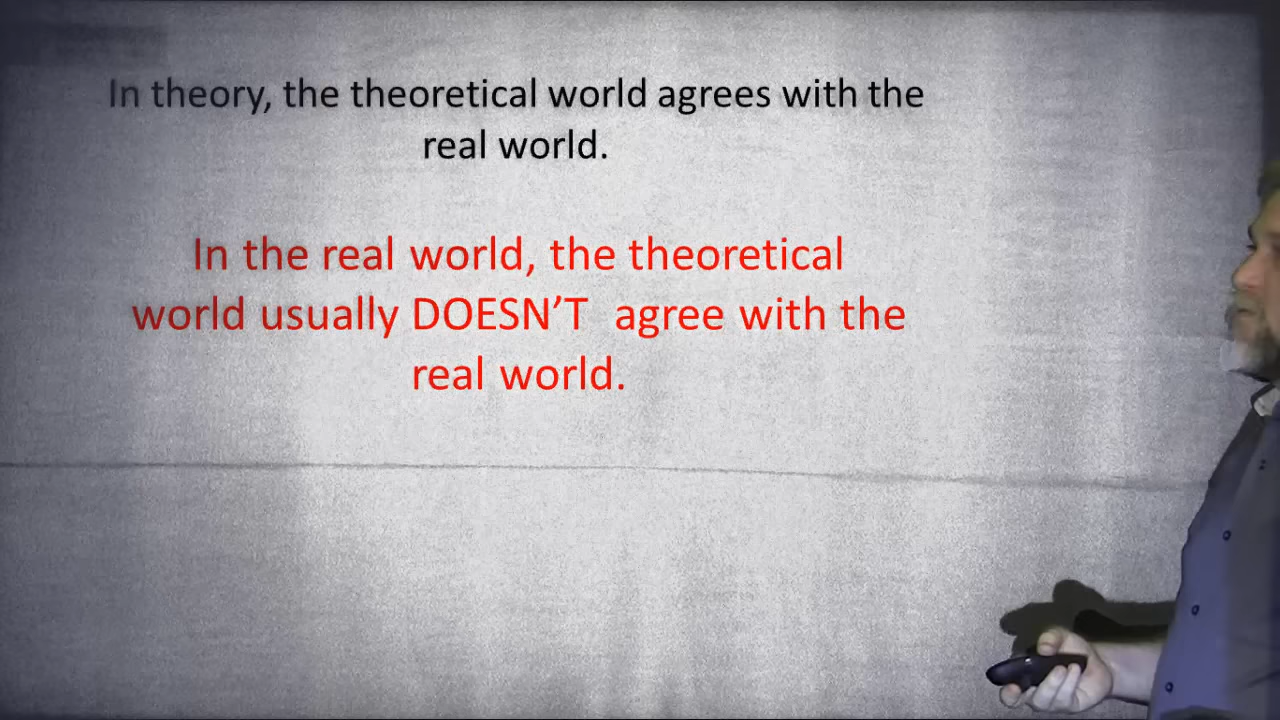 In theory, the theoretical world agrees with the
real world.
In the real world, the theoretical
world usually DOESN’T  agree with the
real world.